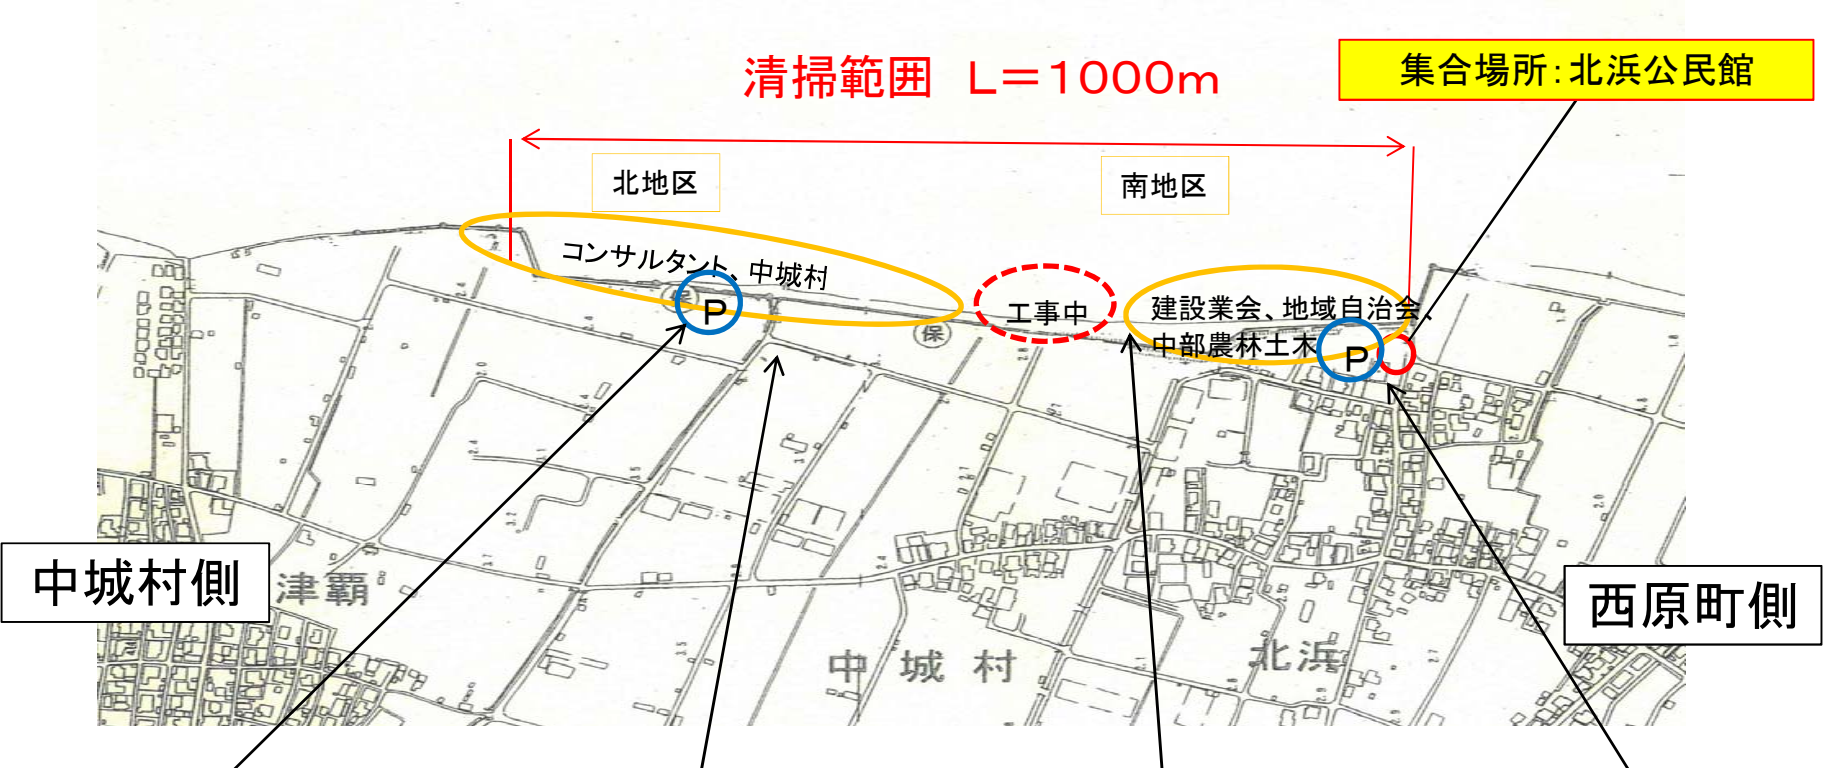 清掃範囲 L=1000m
集合場所:北浜公民館
北地区
南地区
コンサルタント、中城村
保
P
保
工事中
建設業会、地域自治会、
中部農林土木
P
中城村側
津覇
西原町側
中城村
北浜